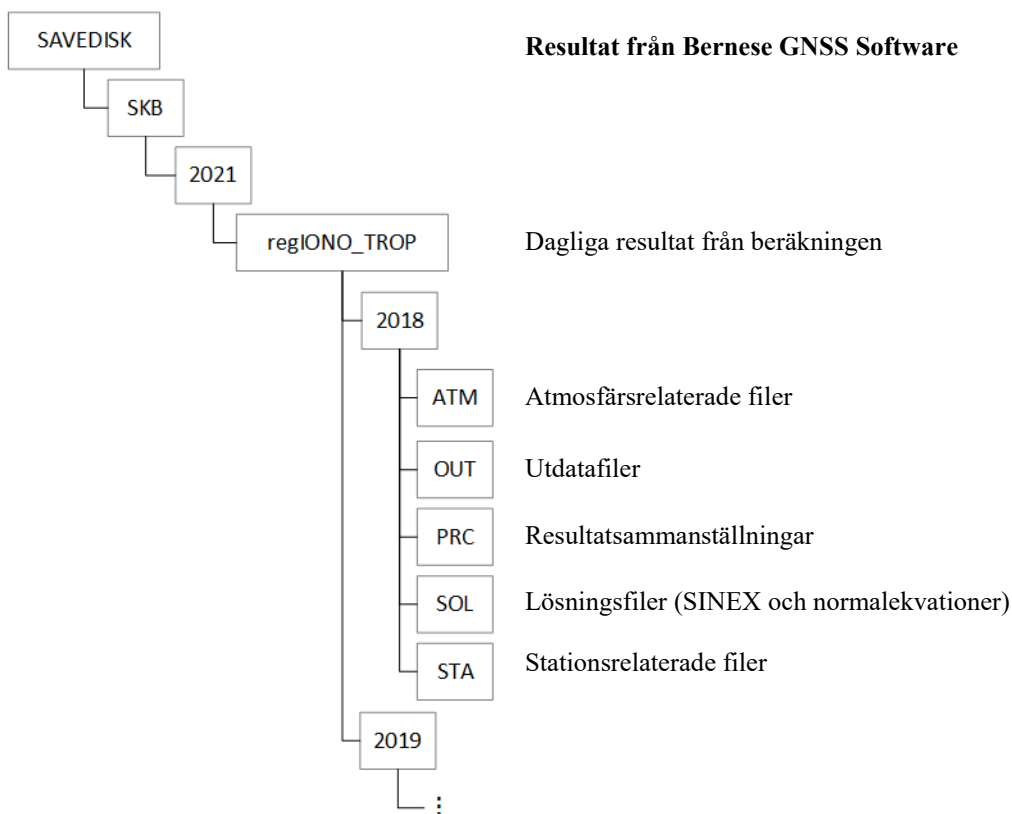 SAVEDISK
Resultat från Bernese GNSS Software
SKB
2021
regIONO_TROP
Dagliga resultat från beräkningen
2018
ATM
Atmosfärsrelaterade filer
OUT
Utdatafiler
PRC
Resultatsammanställningar
SOL
Lösningsfiler (SINEX och normalekvationer)
STA
Stationsrelaterade filer
2019
⋮